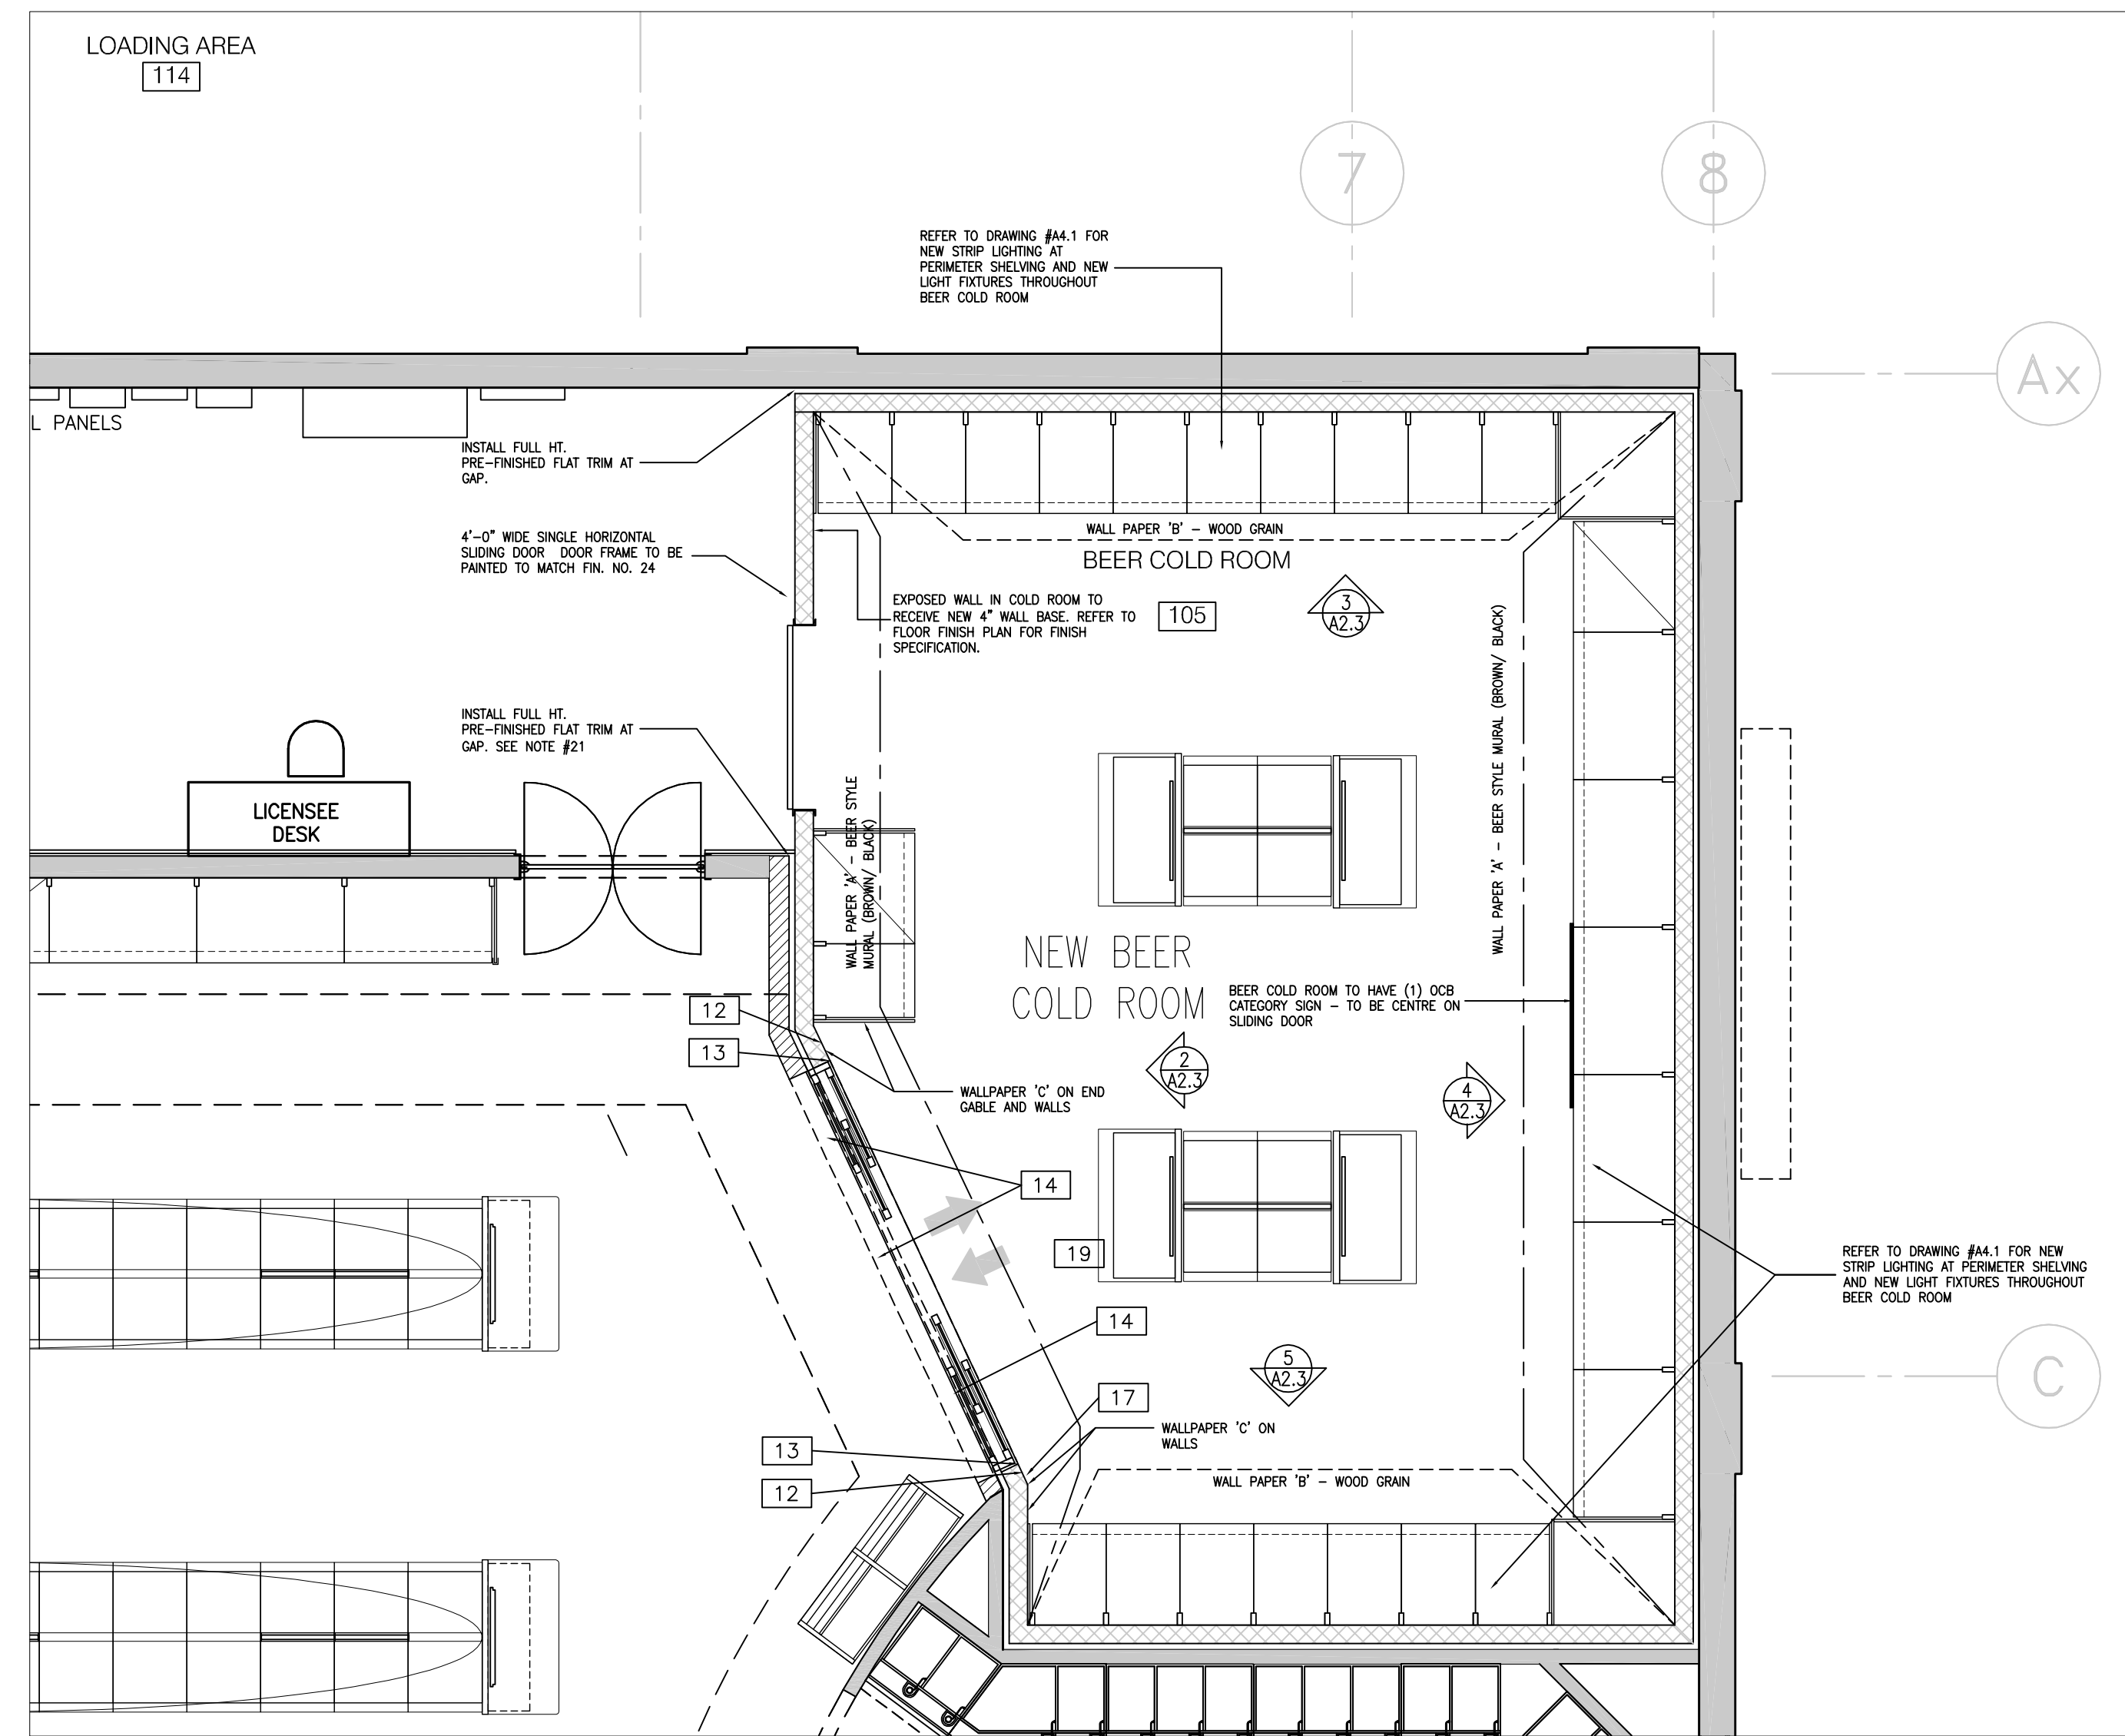 LOADING AREA
114
7
8
REFER TO DRAWING #A4.1 FOR
NEW STRIP LIGHTING AT
PERIMETER SHELVING AND NEW
LIGHT FIXTURES THROUGHOUT
BEER COLD ROOM
Ax
L PANELS
INSTALL FULL HT.
PRE-FINISHED FLAT TRIM AT
GAP.
WALL PAPER 'B' - WOOD GRAIN
BEER COLD ROOM
105
4'-0" WIDE SINGLE HORIZONTAL
SLIDING DOOR DOOR FRAME TO BE
PAINTED TO MATCH FIN. NO. 24
EXPOSED WALL IN COLD ROOM TO
RECEIVE NEW 4" WALL BASE. REFER TO
FLOOR FINISH PLAN FOR FINISH
SPECIFICATION.
3
A2.3
INSTALL FULL HT.
PRE-FINISHED FLAT TRIM AT
GAP. SEE NOTE #21
LICENSEE
DESK
WALL PAPER 'A' - BEER STYLE
MURAL (BROWN/ BLACK)
WALL PAPER 'A' - BEER STYLE MURAL (BROWN/ BLACK)
NEW BEER
COLD ROOM
BEER COLD ROOM TO HAVE (1) OCB
CATEGORY SIGN - TO BE CENTRE ON
SLIDING DOOR
12
13
2
A2.3
4
A2.3
WALLPAPER 'C' ON END
GABLE AND WALLS
14
19
REFER TO DRAWING #A4.1 FOR NEW
STRIP LIGHTING AT PERIMETER SHELVING
AND NEW LIGHT FIXTURES THROUGHOUT
BEER COLD ROOM
14
5
A2.3
C
17
WALLPAPER 'C' ON
WALLS
13
12
WALL PAPER 'B' - WOOD GRAIN